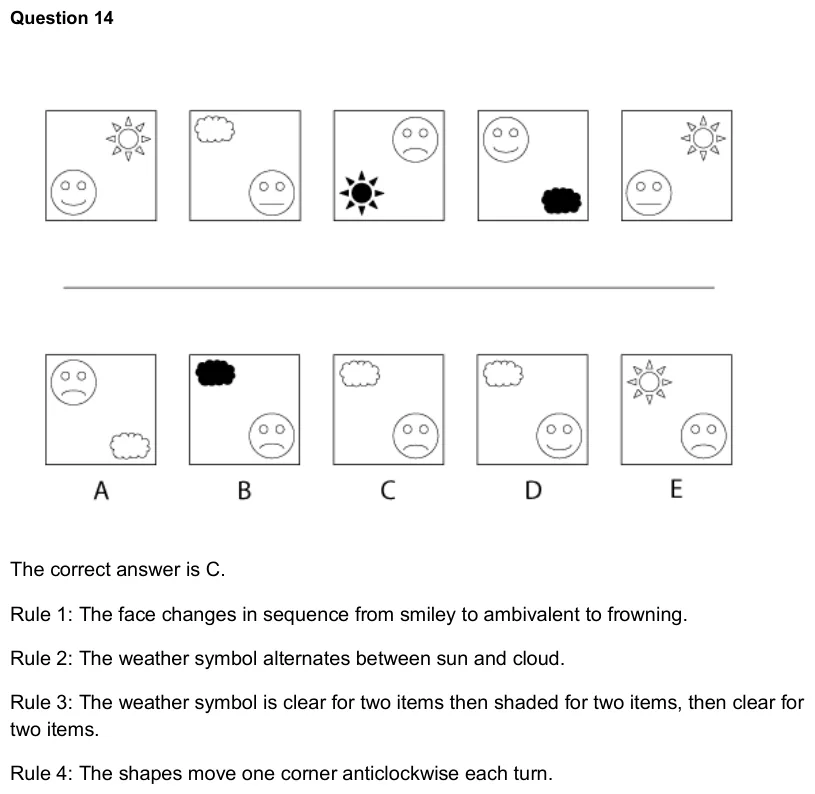 Question 14
A B C D E
The correct answer is C.
Rule 1: The face changes in sequence from smiley to ambivalent to frowning.
Rule 2: The weather symbol alternates between sun and cloud.
Rule 3: The weather symbol is clear for two items then shaded for two items, then clear for
two items.
Rule 4: The shapes move one corner anticlockwise each turn.